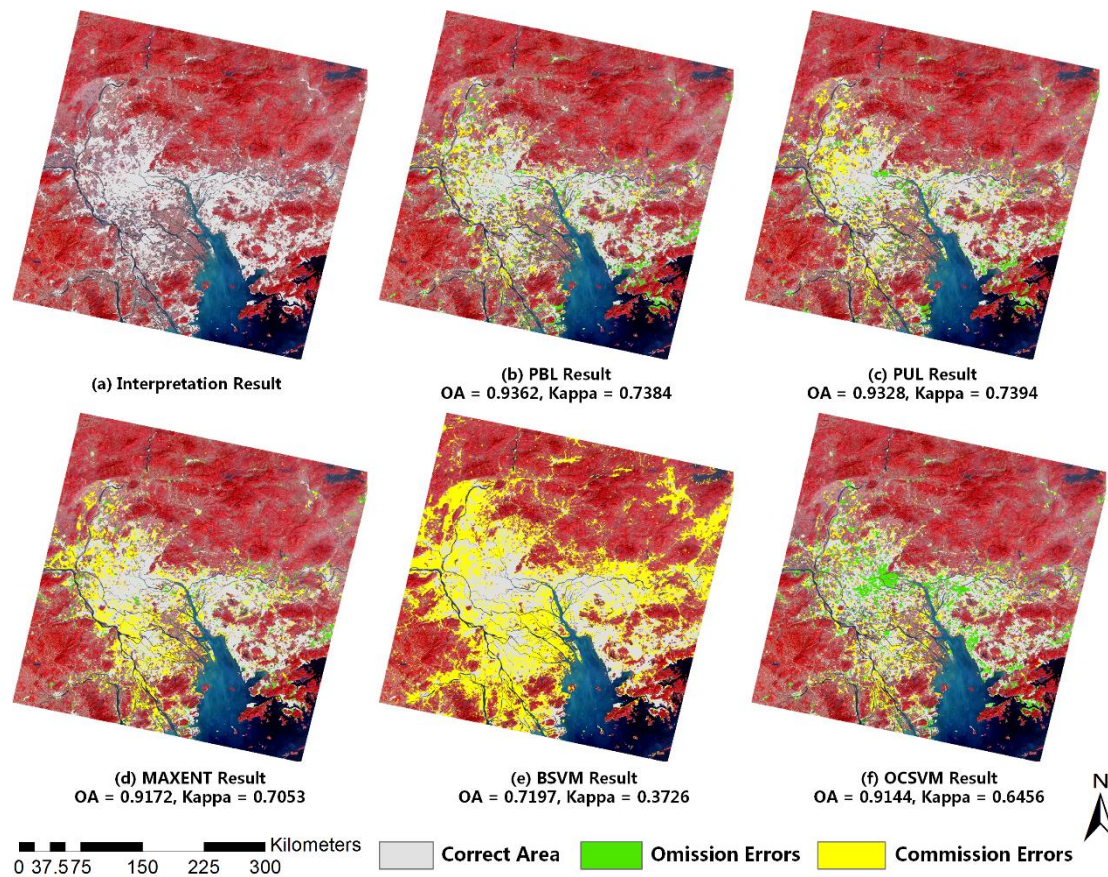 (a) Interpretation Result
(b) PBL Result
OA = 0.9362, Kappa = 0.7384
(c) PUL Result
OA = 0.9328, Kappa = 0.7394
(d) MAXENT Result
OA = 0.9172, Kappa = 0.7053
(e) BSVM Result
OA = 0.7197, Kappa = 0.3726
(f) OCSVM Result
OA = 0.9144, Kappa = 0.6456
N
Kilometers
0 37.575 150 225 300
Correct Area
Omission Errors
Commission Errors